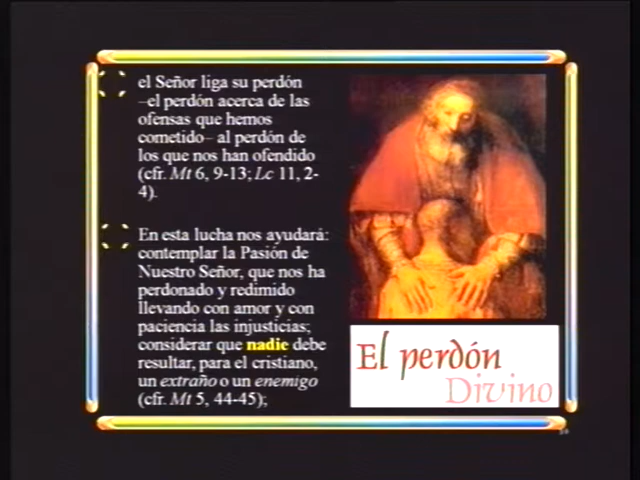 el Señor liga su perdón
–el perdón acerca de las
ofensas que hemos
cometido– al perdón de
los que nos han ofendido
(cfr. Mt 6, 9-13; Lc 11, 2-
4).
En esta lucha nos ayudará:
contemplar la Pasión de
Nuestro Señor, que nos ha
perdonado y redimido
llevando con amor y con
paciencia las injusticias;
considerar que nadie debe
resultar, para el cristiano,
un extraño o un enemigo
(cfr. Mt 5, 44-45);
El perdón
Divino